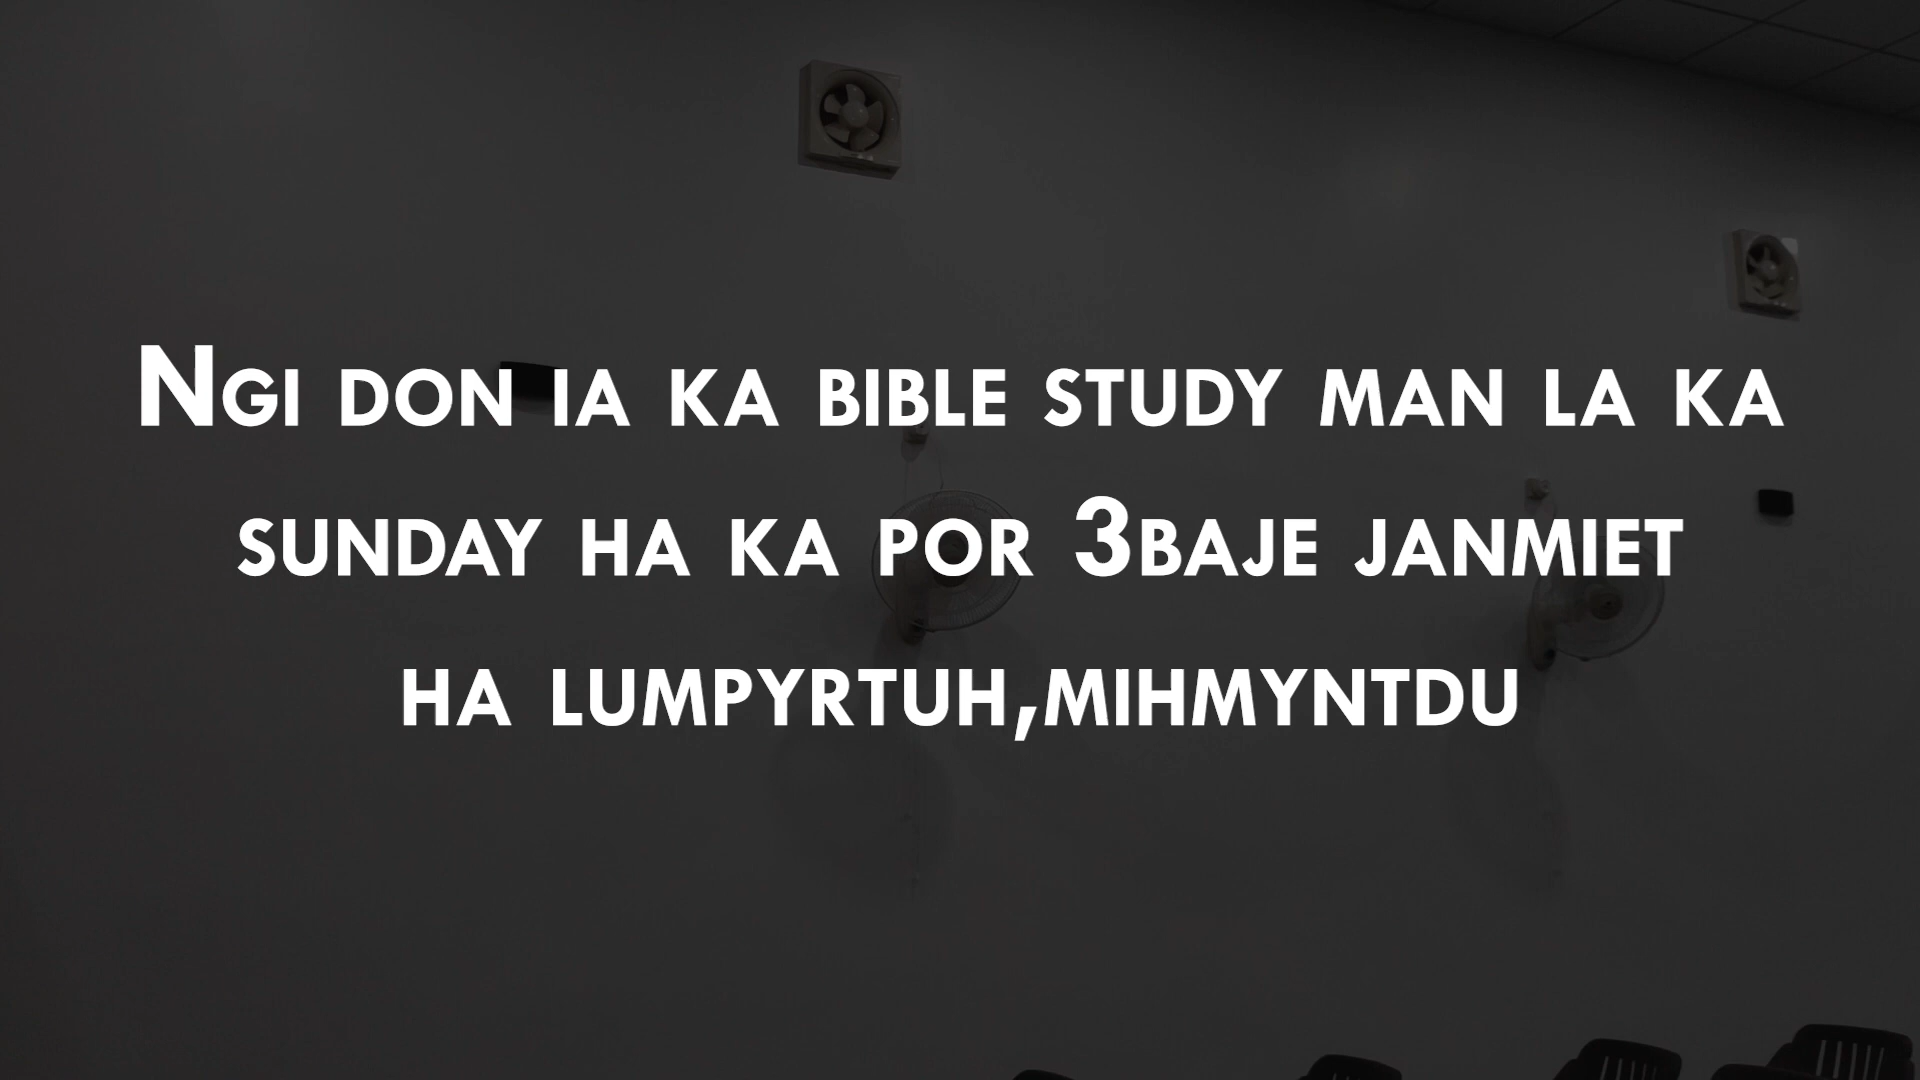 Ngi don ia ka bible study man la ka
sunday ha ka por 3baje janmiet
ha lumpyrtuh,mihmyntdu